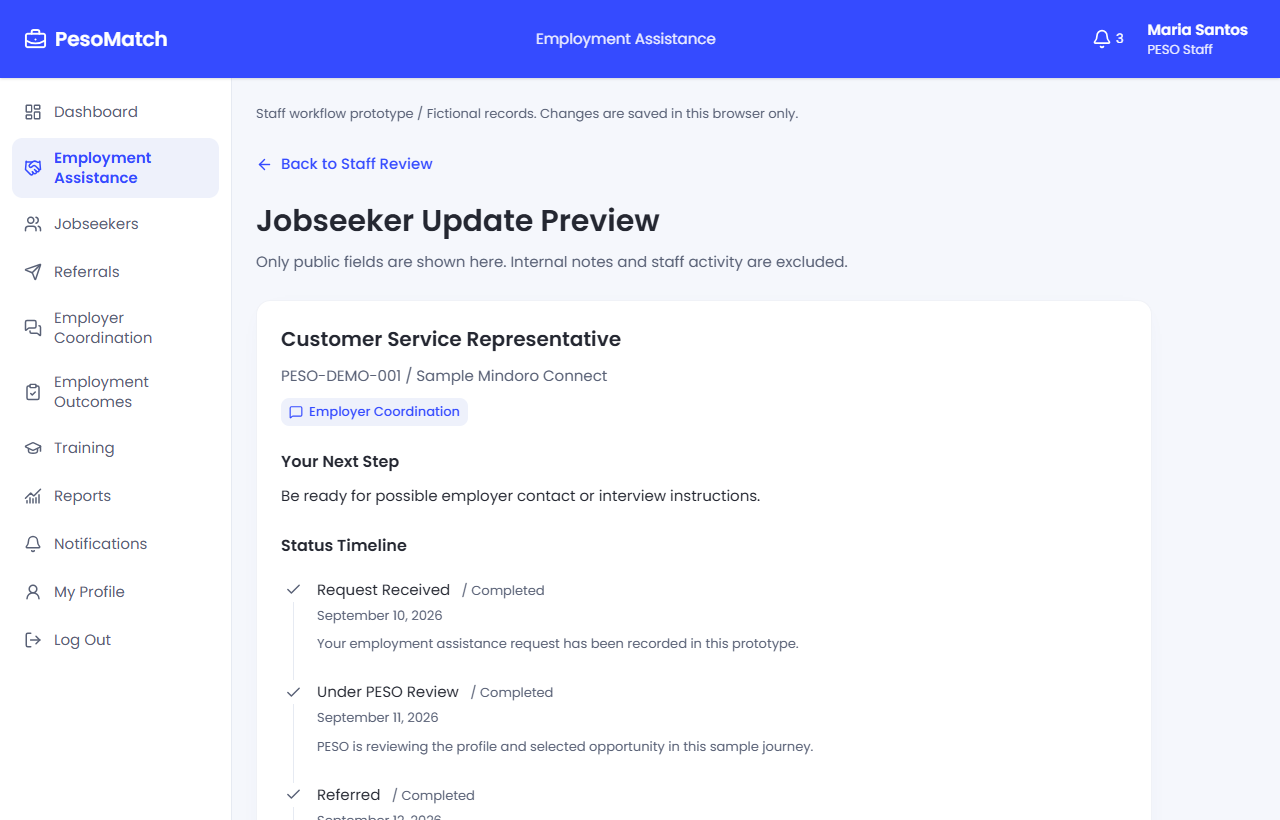 PesoMatch
Employment Assistance
3
Maria Santos
PESO Staff
Dashboard
Employment
Assistance
Jobseekers
Referrals
Employer
Coordination
Employment
Outcomes
Training
Reports
Notifications
My Profile
Log Out
Staff workflow prototype / Fictional records. Changes are saved in this browser only.
Back to Staff Review
Jobseeker Update Preview
Only public fields are shown here. Internal notes and staff activity are excluded.
Customer Service Representative
PESO-DEMO-001 / Sample Mindoro Connect
Employer Coordination
Your Next Step
Be ready for possible employer contact or interview instructions.
Status Timeline
Request Received / Completed
September 10, 2026
Your employment assistance request has been recorded in this prototype.
Under PESO Review / Completed
September 11, 2026
PESO is reviewing the profile and selected opportunity in this sample journey.
Referred / Completed
September 12, 2026